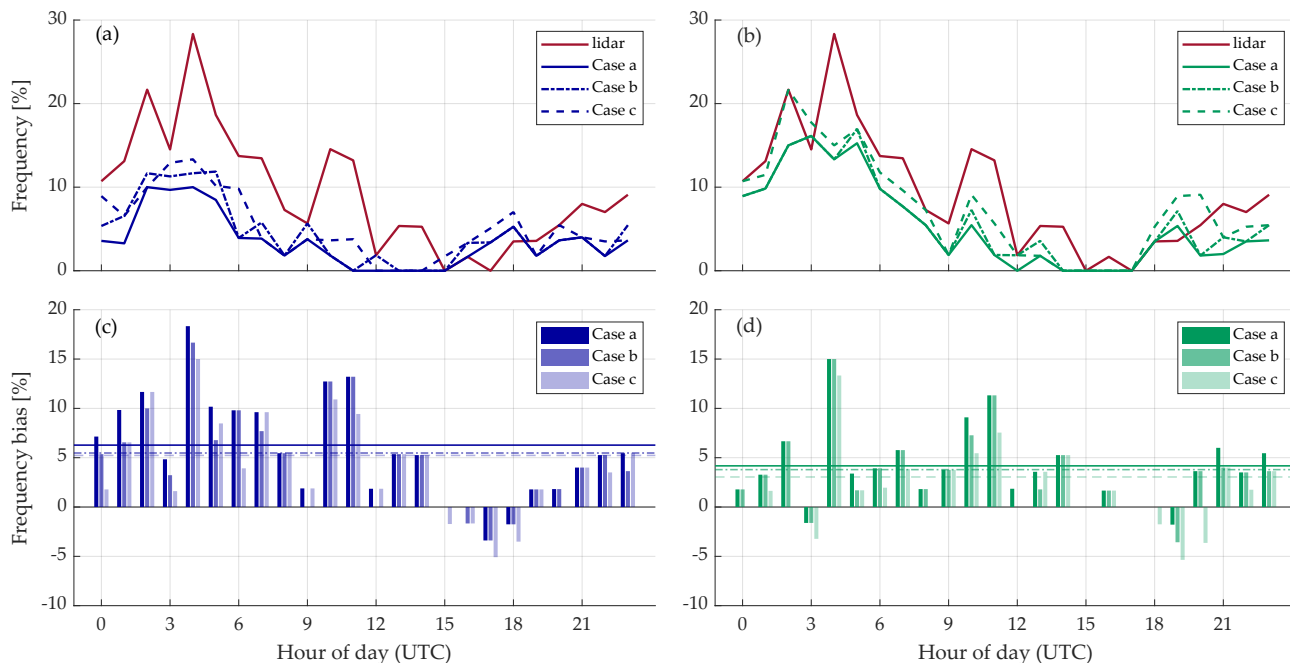 30
20
10
0
Frequency [%]
(a)
lidar
Case a
Case b
Case c
30
20
10
0
(b)
lidar
Case a
Case b
Case c
20
15
10
5
0
-5
-10
Frequency bias [%]
(c)
Case a
Case b
Case c
0 3 6 9 12 15 18 21
Hour of day (UTC)
20
15
10
5
0
-5
-10
(d)
Case a
Case b
Case c
0 3 6 9 12 15 18 21
Hour of day (UTC)